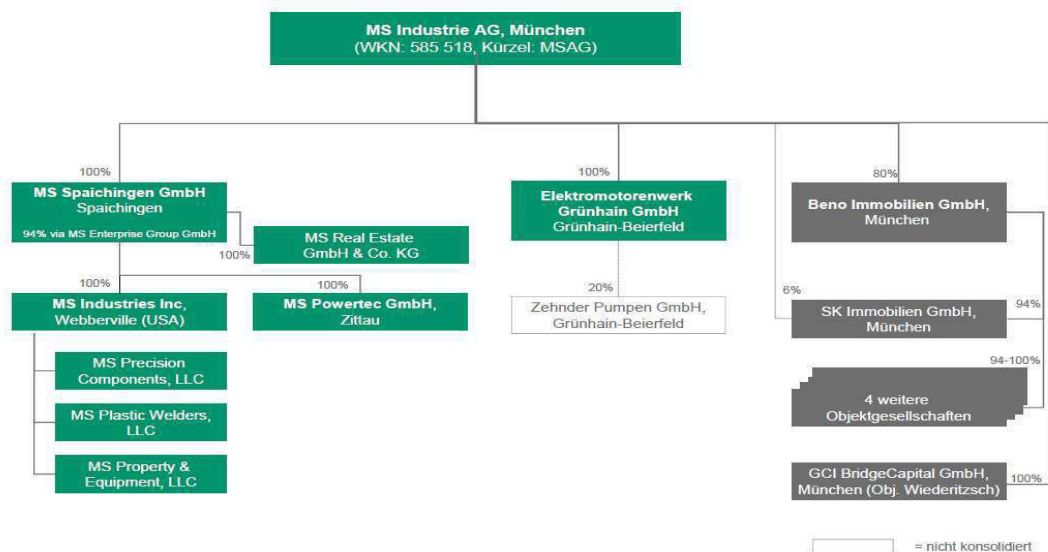 MS Industrie AG, München
(WKN: 585 518, Kürzel: MSAG)
100%
MS Spaichingen GmbH
Spaichingen
94% via MS Enterprise Group GmbH
100%
MS Real Estate
GmbH & Co. KG
100%
MS Industries Inc,
Webberville (USA)
100%
MS Powertec GmbH,
Zittau
MS Precision
Components, LLC
MS Plastic Welders,
LLC
MS Property &
Equipment, LLC
100%
Elektromotorenwerk
Grünhain GmbH
Grünhain-Beierfeld
20%
Zehnder Pumpen GmbH,
Grünhain-Beierfeld
80%
Beno Immobilien GmbH,
München
6%
SK Immobilien GmbH,
München
94%
94-100%
4 weitere
Objektgesellschaften
GCI BridgeCapital GmbH,
München (Obj. Wiederitzsch)
100%
= nicht konsolidiert